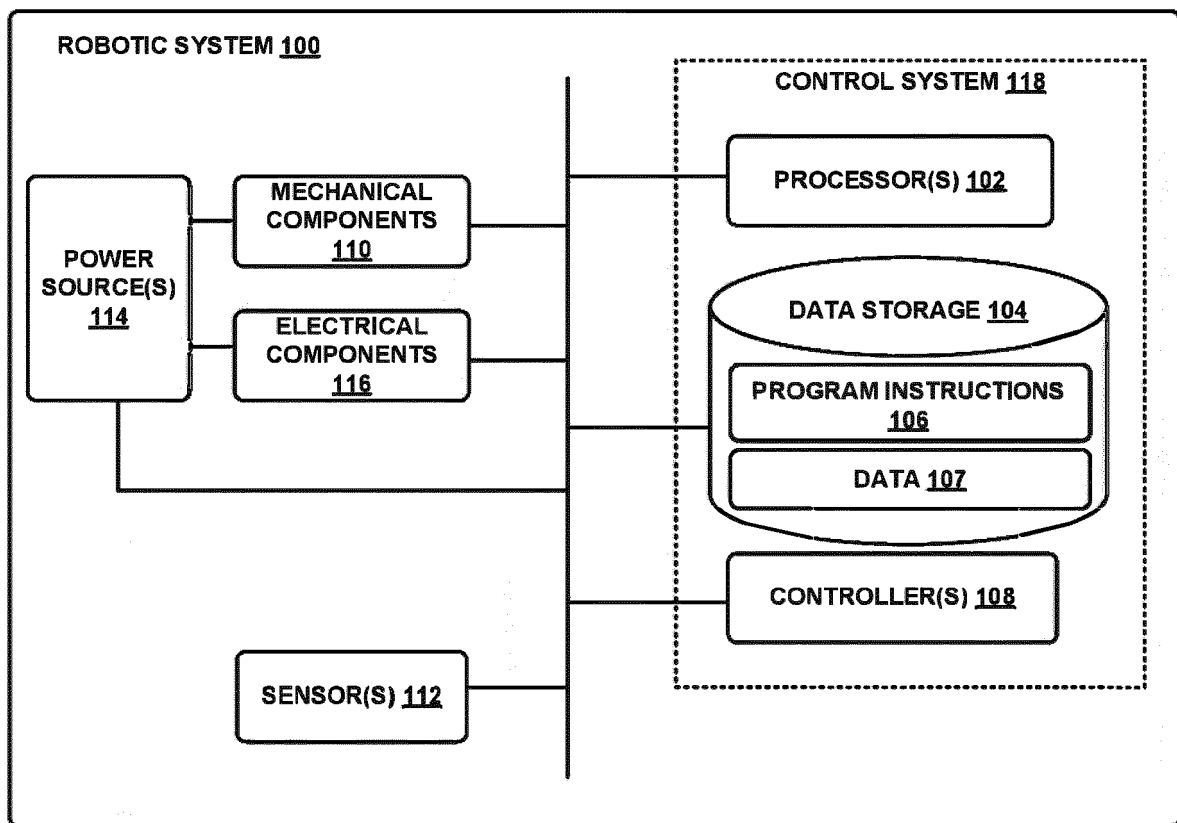 ROBOTIC SYSTEM 100
CONTROL SYSTEM 118
PROCESSOR(S) 102
MECHANICAL
COMPONENTS
110
POWER
SOURCE(S)
114
ELECTRICAL
COMPONENTS
116
DATA STORAGE 104
PROGRAM INSTRUCTIONS
106
DATA 107
CONTROLLER(S) 108
SENSOR(S) 112